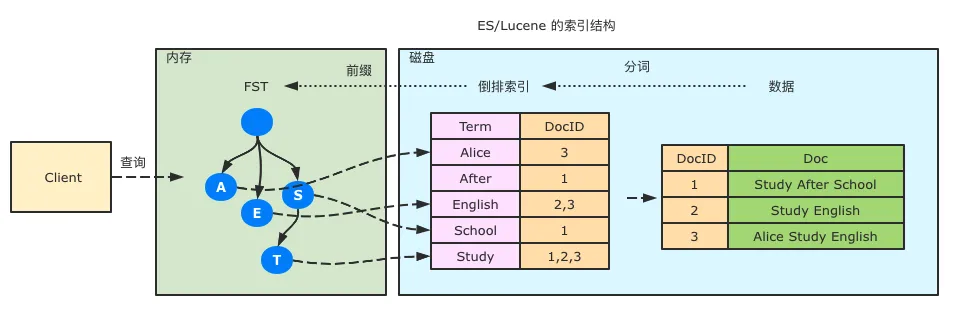 ES/Lucene 的索引结构
内存
磁盘
FST
前缀
倒排索引
分词
数据
Client
查询
A
E
S
T
Term DocID
Alice 3
After 1
English 2,3
School 1
Study 1,2,3
DocID Doc
1 Study After School
2 Study English
3 Alice Study English